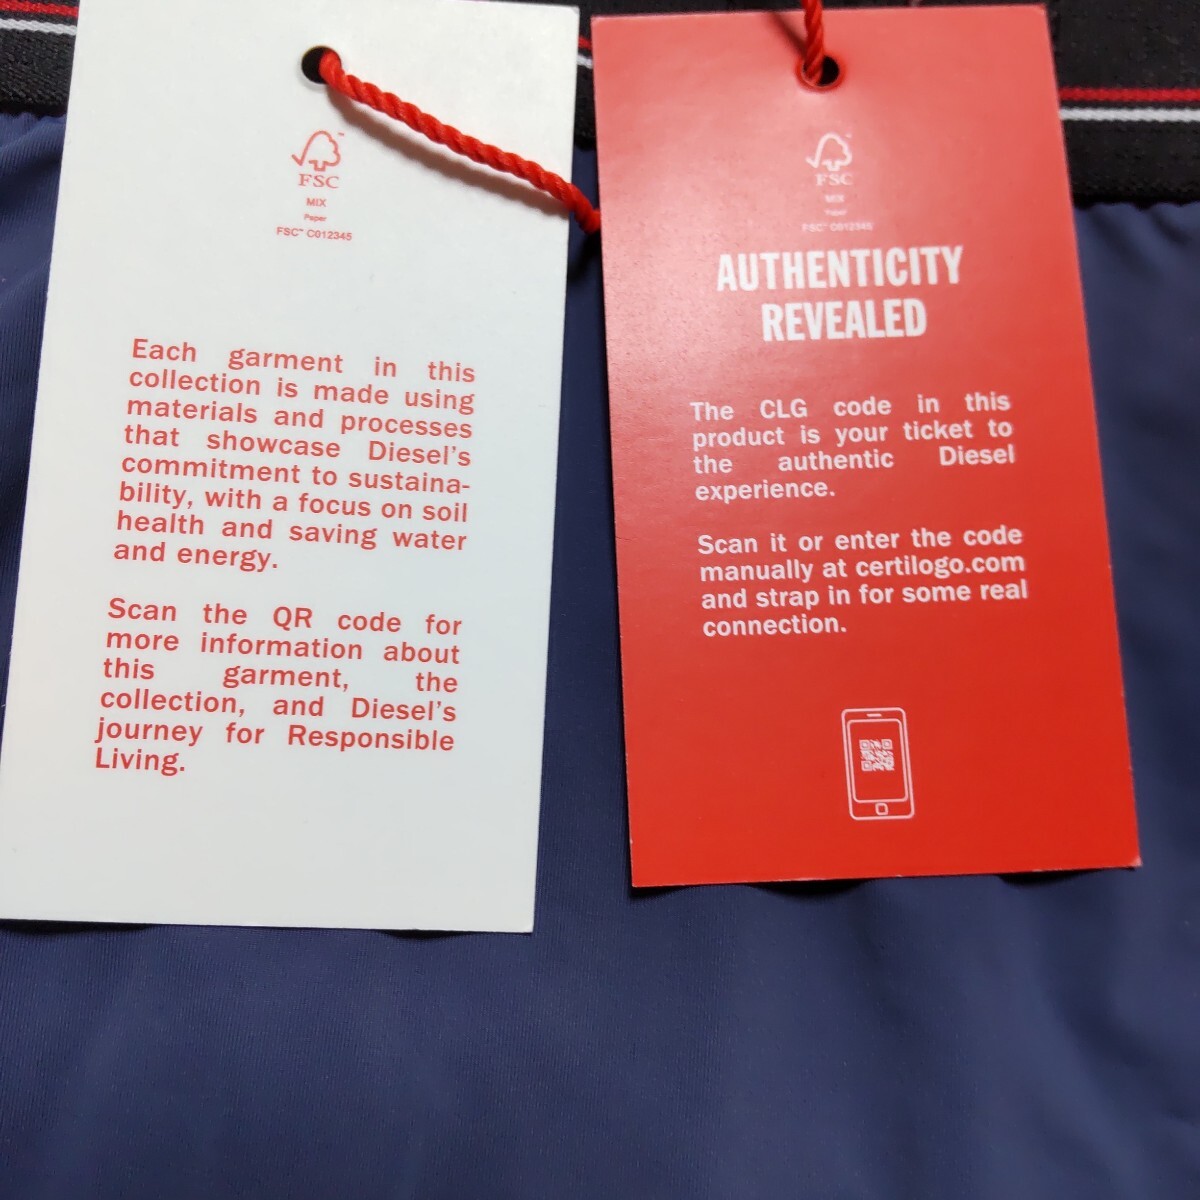 FSC™
MIX
Paper
FSC™ C012345
Each garment in this
collection is made using
materials and processes
that showcase Diesel's
commitment to sustaina-
bility, with a focus on soil
health and saving water
and energy.
Scan the QR code for
more information about
this garment, the
collection, and Diesel's
journey for Responsible
Living.
FSC
MIX
Paper
FSC™ C012345
AUTHENTICITY
REVEALED
The CLG code in this
product is your ticket to
the authentic Diesel
experience.
Scan it or enter the code
manually at certilogo.com
and strap in for some real
connection.